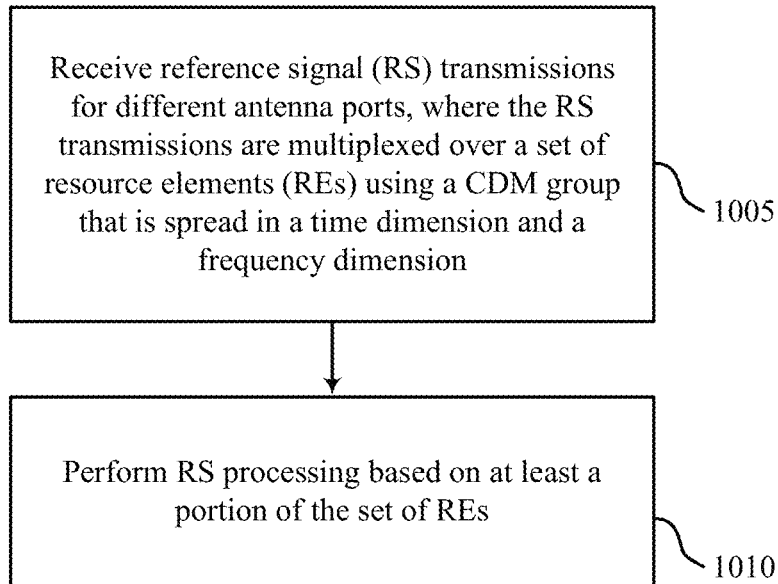 Receive reference signal (RS) transmissions
for different antenna ports, where the RS
transmissions are multiplexed over a set of
resource elements (REs) using a CDM group
that is spread in a time dimension and a
frequency dimension
1005
Perform RS processing based on at least a
portion of the set of REs
1010